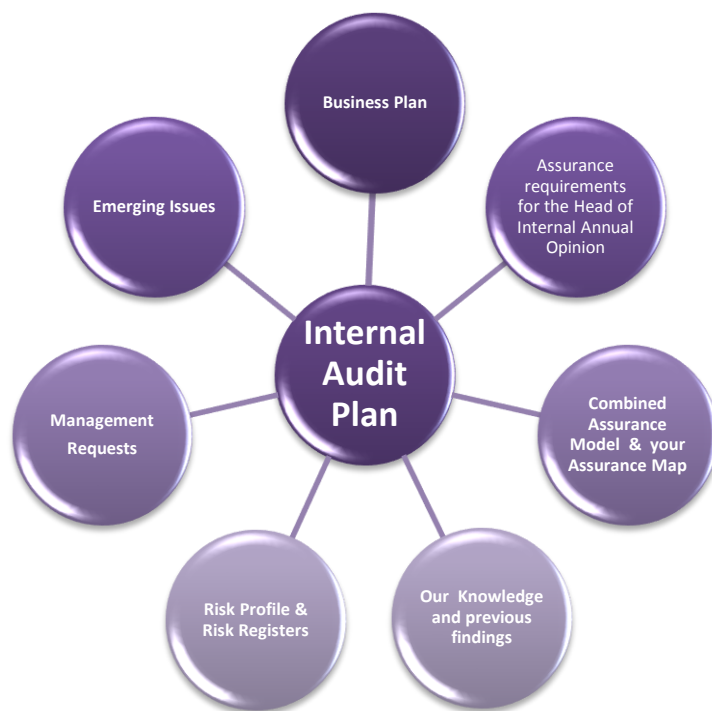 Business Plan
Assurance
requirements
for the Head of
Internal Annual
Opinion
Combined
Assurance
Model & your
Assurance Map
Our Knowledge
and previous
findings
Risk Profile &
Risk Registers
Management
Requests
Emerging Issues
Internal
Audit
Plan